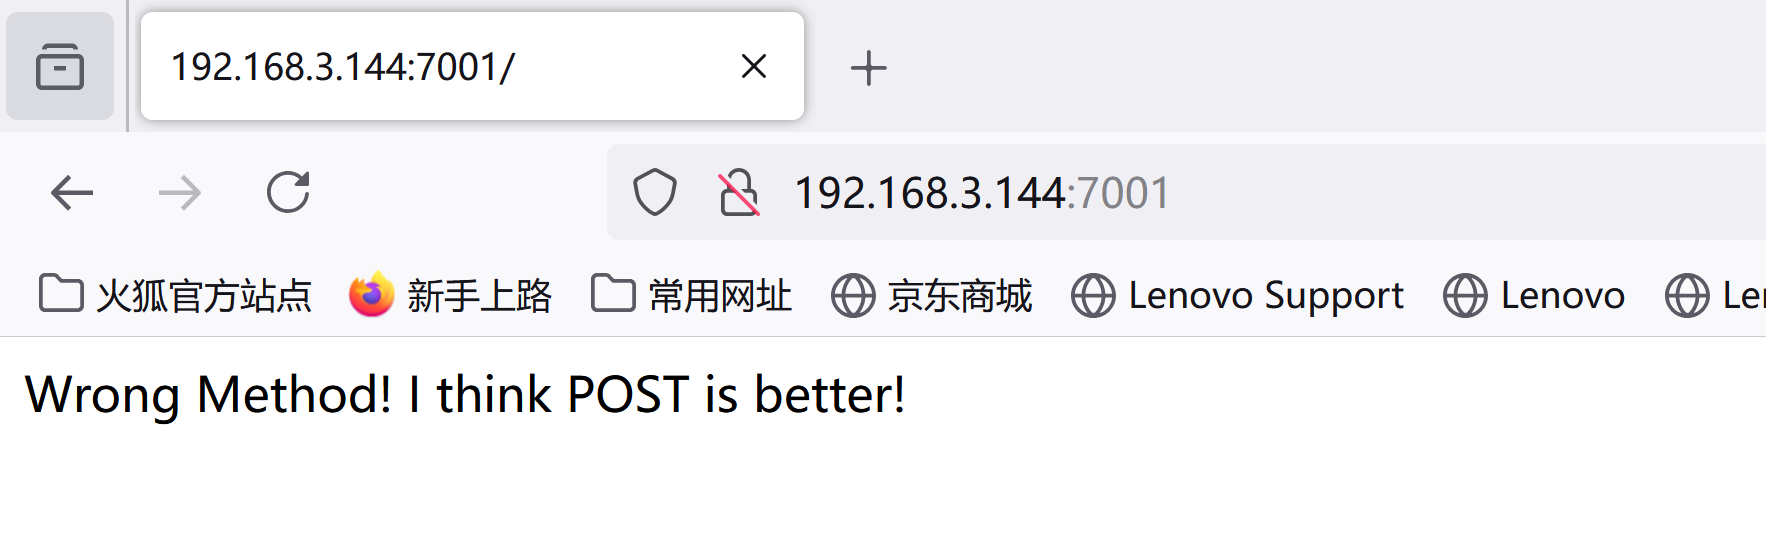 192.168.3.144:7001/
192.168.3.144:7001
火狐官方站点 新手上路 常用网址 京东商城 Lenovo Support Lenovo
Wrong Method! I think POST is better!